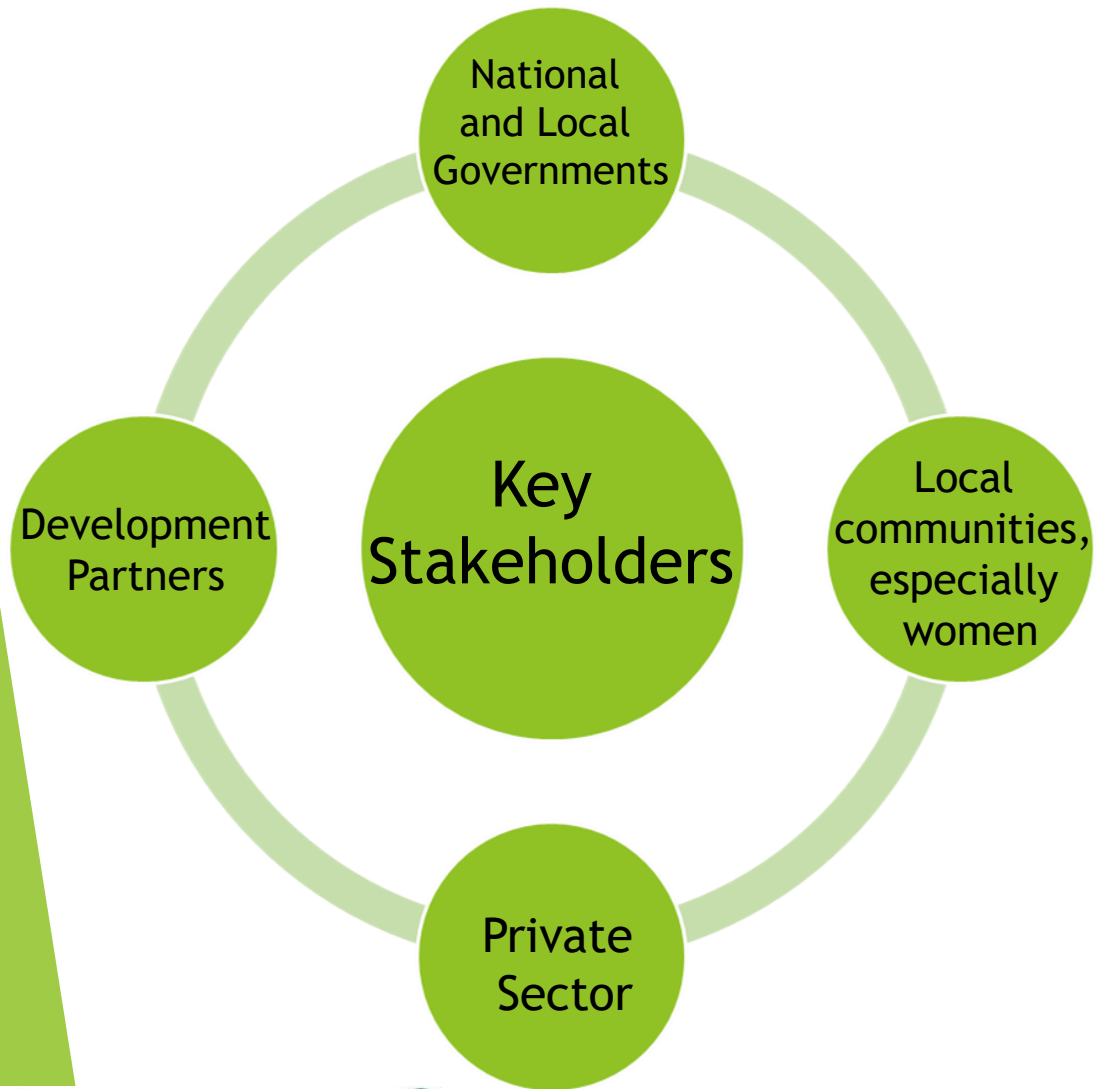 National
and Local
Governments
Key
Stakeholders
Development
Partners
Local
communities,
especially
women
Private
Sector